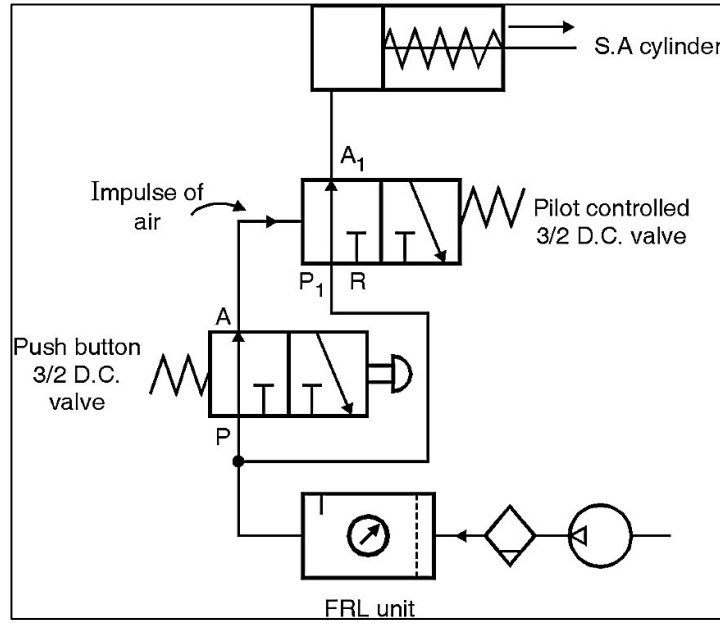 S.A cylinder
A1
Impulse of
air
Pilot controlled
3/2 D.C. valve
P1 R
A
Push button
3/2 D.C.
valve
P
FRL unit